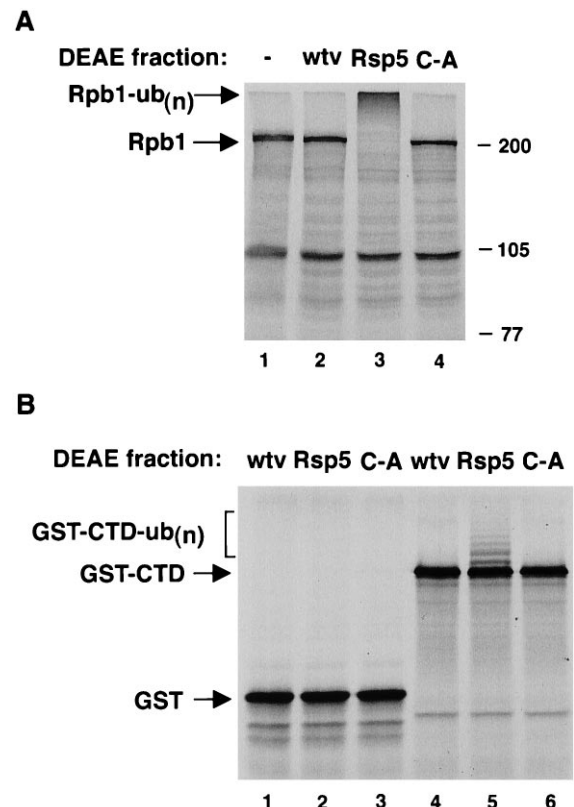 A
DEAE fraction: - wtv Rsp5 C-A
Rpb1-ub(n)
Rpb1
200
105
77
1 2 3 4
B
DEAE fraction: wtv Rsp5 C-A wtv Rsp5 C-A
GST-CTD-ub(n)
GST-CTD
GST
1 2 3 4 5 6